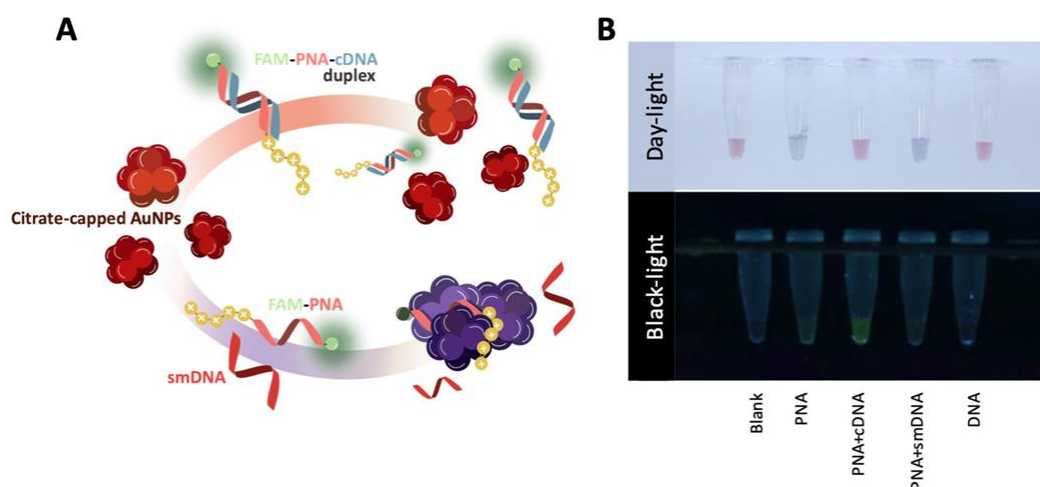 A
FAM-PNA-cDNA
duplex
Citrate-capped AuNPs
FAM-PNA
smDNA
B
Day-light
Black-light
Blank
PNA
PNA+cDNA
PNA+smDNA
DNA